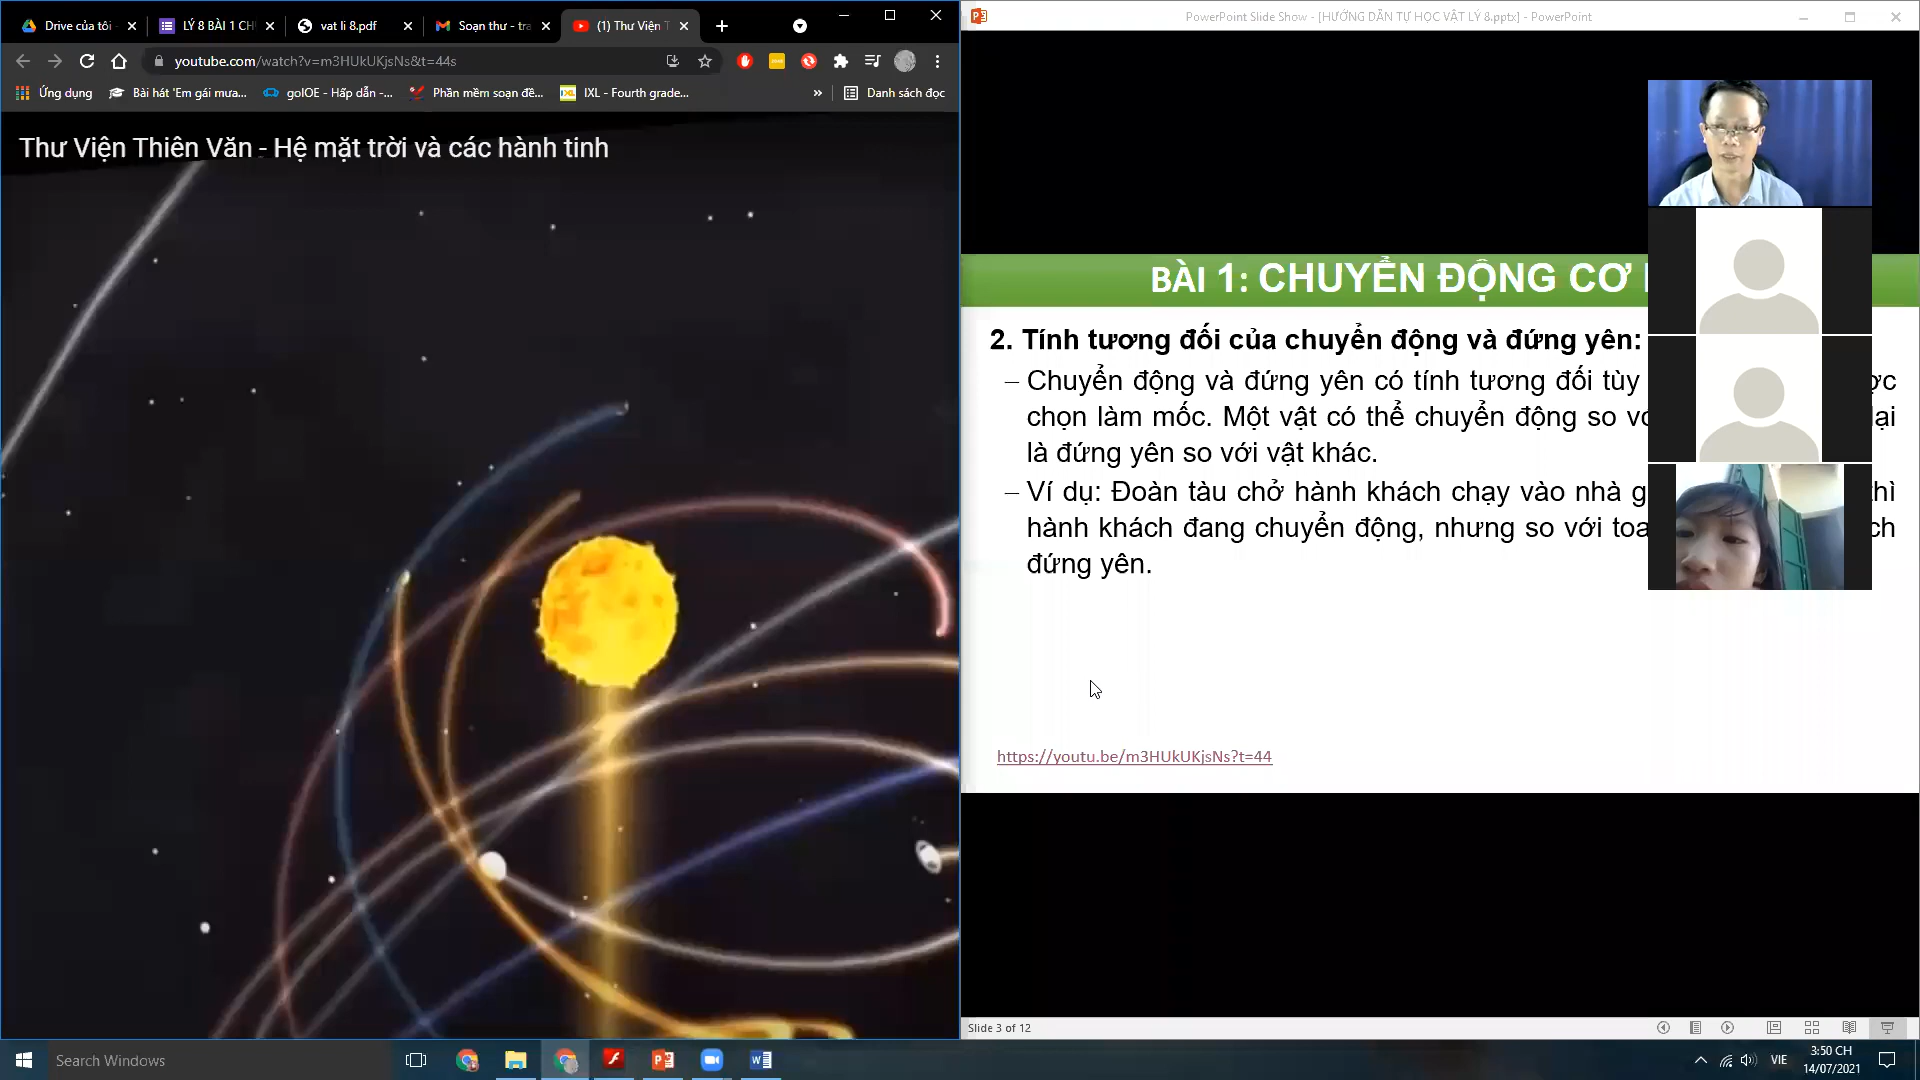 Drive của tôi -
LÝ 8 BÀI 1 CH
vat li 8.pdf
Soạn thư - tra
(1) Thư Viện T
youtube.com/watch?v=m3HUkUKjsNs&t=44s
Ứng dụng
Bài hát 'Em gái mưa...
goIOE - Hấp dẫn -...
Phần mềm soạn đề...
IXL - Fourth grade...
»
Danh sách đọc
Thư Viện Thiên Văn - Hệ mặt trời và các hành tinh
PowerPoint Slide Show - [HƯỚNG DẪN TỰ HỌC VẬT LÝ 8.pptx] - PowerPoint
BÀI 1: CHUYỂN ĐỘNG CƠ
2. Tính tương đối của chuyển động và đứng yên:
– Chuyển động và đứng yên có tính tương đối tùy
chọn làm mốc. Một vật có thể chuyển động so
là đứng yên so với vật khác.
– Ví dụ: Đoàn tàu chở hành khách chạy vào nhà
hành khách đang chuyển động, nhưng so với
đứng yên.
https://youtu.be/m3HUkUKjsNs?t=44
Slide 3 of 12
Search Windows
VIE
3:50 CH
14/07/2021